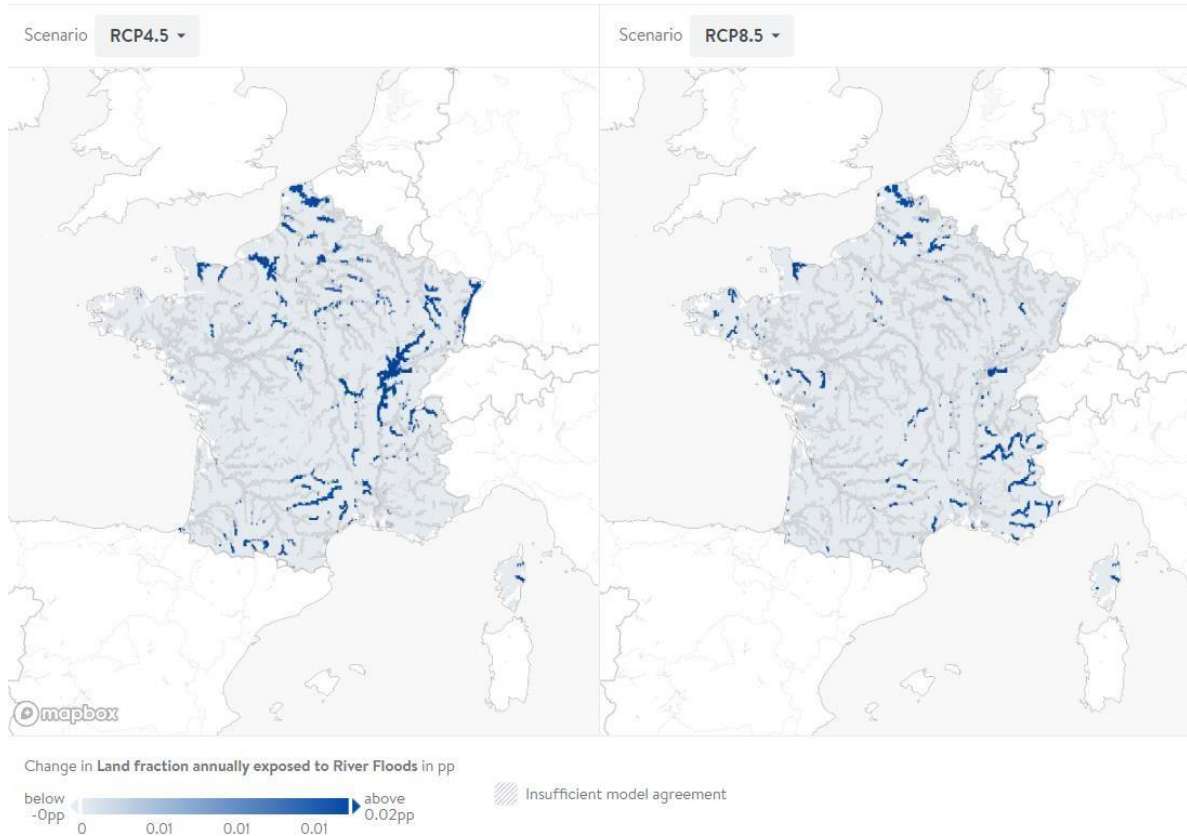 Scenario RCP4.5
Scenario RCP8.5
mapbox
Change in Land fraction annually exposed to River Floods in pp
below
-0pp
above
0.02pp
0 0.01 0.01 0.01
Insufficient model agreement